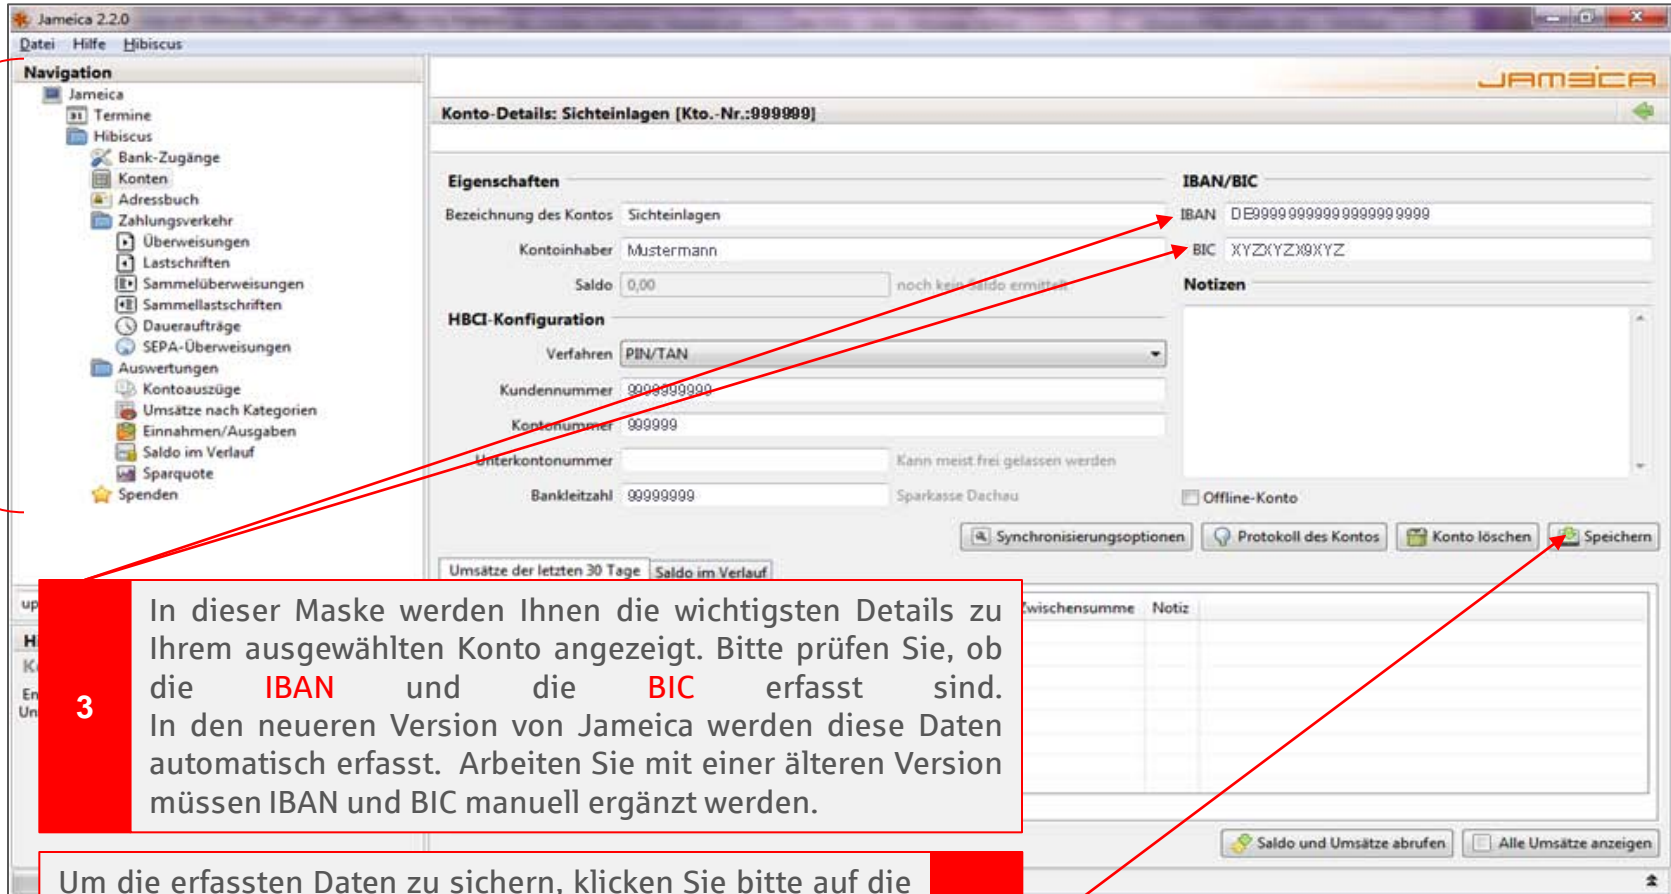 Jameica 2.2.0
Datei Hilfe Hibiscus
Navigation
Jameica
Termine
Hibiscus
Bank-Zugänge
Konten
Adressbuch
Zahlungsverkehr
Überweisungen
Lastschriften
Sammelüberweisungen
Sammellastschriften
Daueraufträge
SEPA-Überweisungen
Auswertungen
Kontoauszüge
Umsätze nach Kategorien
Einnahmen/Ausgaben
Saldo im Verlauf
Sparquote
Spenden
JAMEICA
Konto-Details: Sichteinlagen [Kto.-Nr.:999999]
Eigenschaften
Bezeichnung des Kontos Sichteinlagen
Kontoinhaber Mustermann
Saldo 0,00 noch kein Saldo ermittelt
HBCI-Konfiguration
Verfahren PIN/TAN
Kundennummer 9999999999
Kontonummer 999999
Unterkontonummer Kann meist frei gelassen werden
Bankleitzahl 99999999 Sparkasse Dachau
IBAN/BIC
IBAN DE99999999999999999999
BIC XYZXYZX9XYZ
Notizen
Offline-Konto
Synchronisierungsoptionen Protokoll des Kontos Konto löschen Speichern
Umsätze der letzten 30 Tage Saldo im Verlauf
Zwischensumme Notiz
up
H
K
En
Un
3
In dieser Maske werden Ihnen die wichtigsten Details zu
Ihrem ausgewählten Konto angezeigt. Bitte prüfen Sie, ob
die IBAN und die BIC erfasst sind.
In den neueren Version von Jameica werden diese Daten
automatisch erfasst. Arbeiten Sie mit einer älteren Version
müssen IBAN und BIC manuell ergänzt werden.
Saldo und Umsätze abrufen Alle Umsätze anzeigen
Um die erfassten Daten zu sichern, klicken Sie bitte auf die